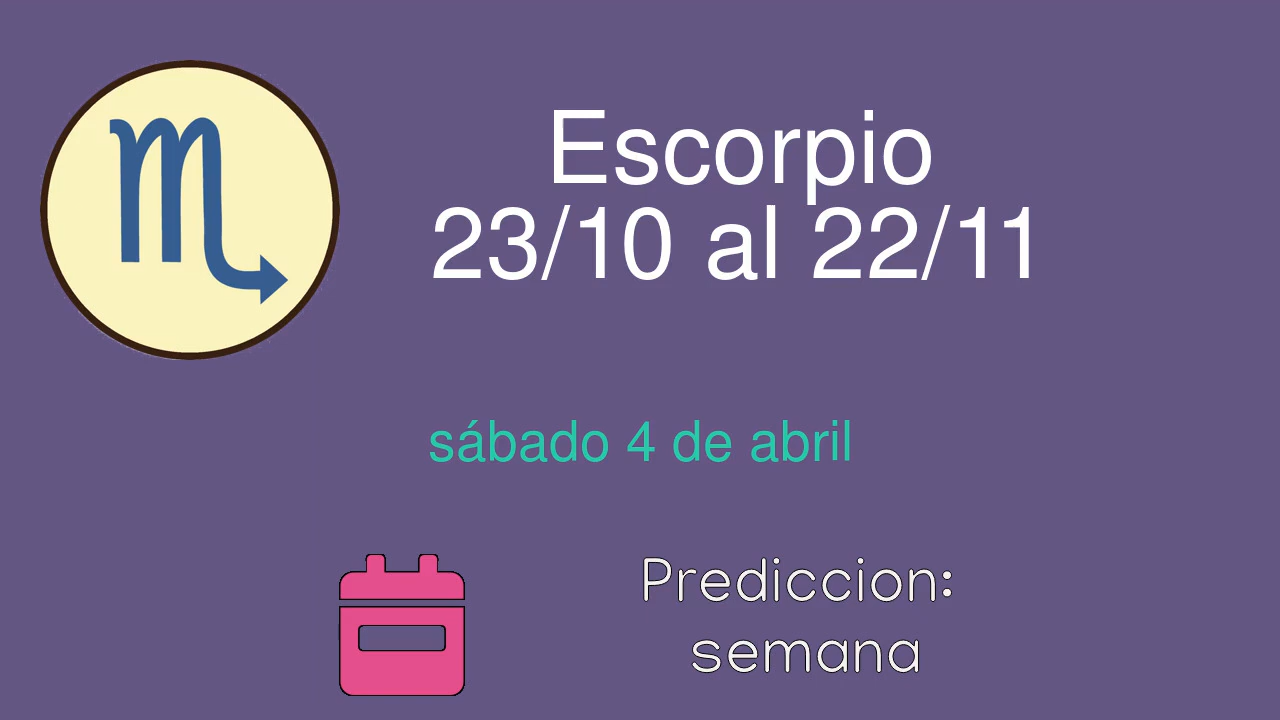 Escorpio
23/10 al 22/11
sábado 4 de abril
Prediccion:
semana